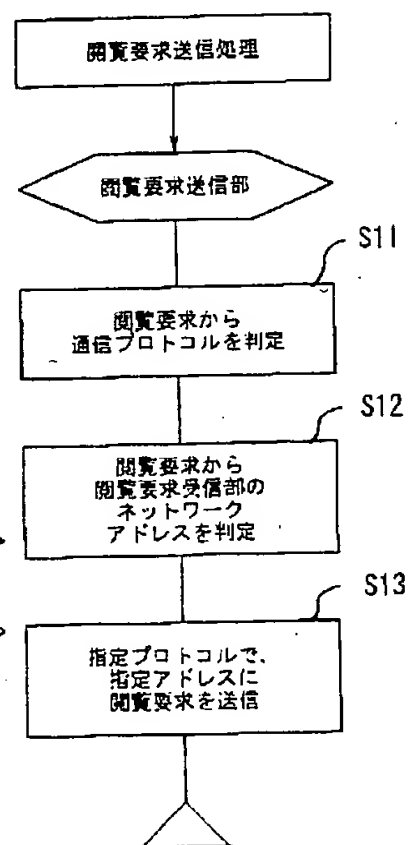 閲覧要求送信処理
閲覧要求送信部
S11
閲覧要求から
通信プロトコルを判定
S12
閲覧要求から
閲覧要求受信部の
ネットワーク
アドレスを判定
S13
指定プロトコルで、
指定アドレスに
閲覧要求を送信